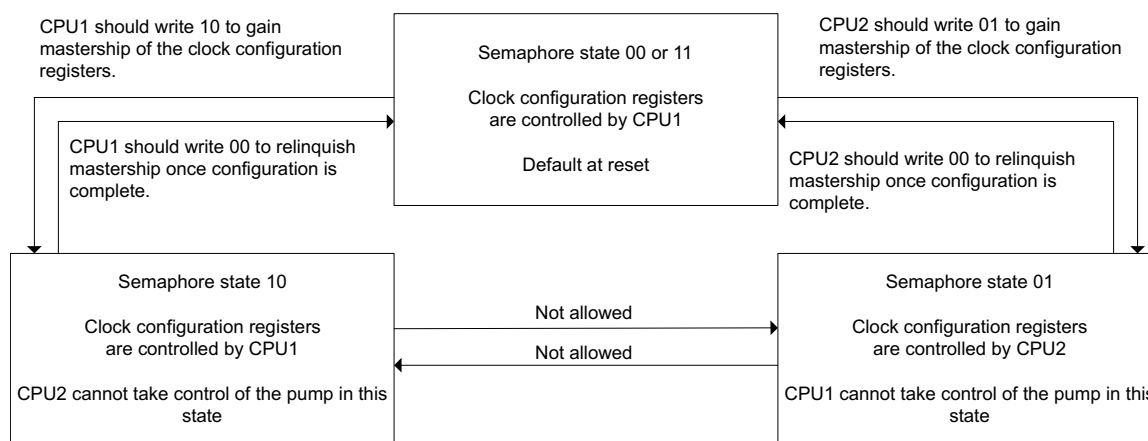 CPU1 should write 10 to gain
mastership of the clock configuration
registers.
Semaphore state 00 or 11
Clock configuration registers
are controlled by CPU1
Default at reset
CPU2 should write 01 to gain
mastership of the clock configuration
registers.
CPU1 should write 00 to relinquish
mastership once configuration is
complete.
CPU2 should write 00 to relinquish
mastership once configuration is
complete.
Semaphore state 10
Clock configuration registers
are controlled by CPU1
CPU2 cannot take control of the pump in this
state
Not allowed
Not allowed
Semaphore state 01
Clock configuration registers
are controlled by CPU2
CPU1 cannot take control of the pump in this
state